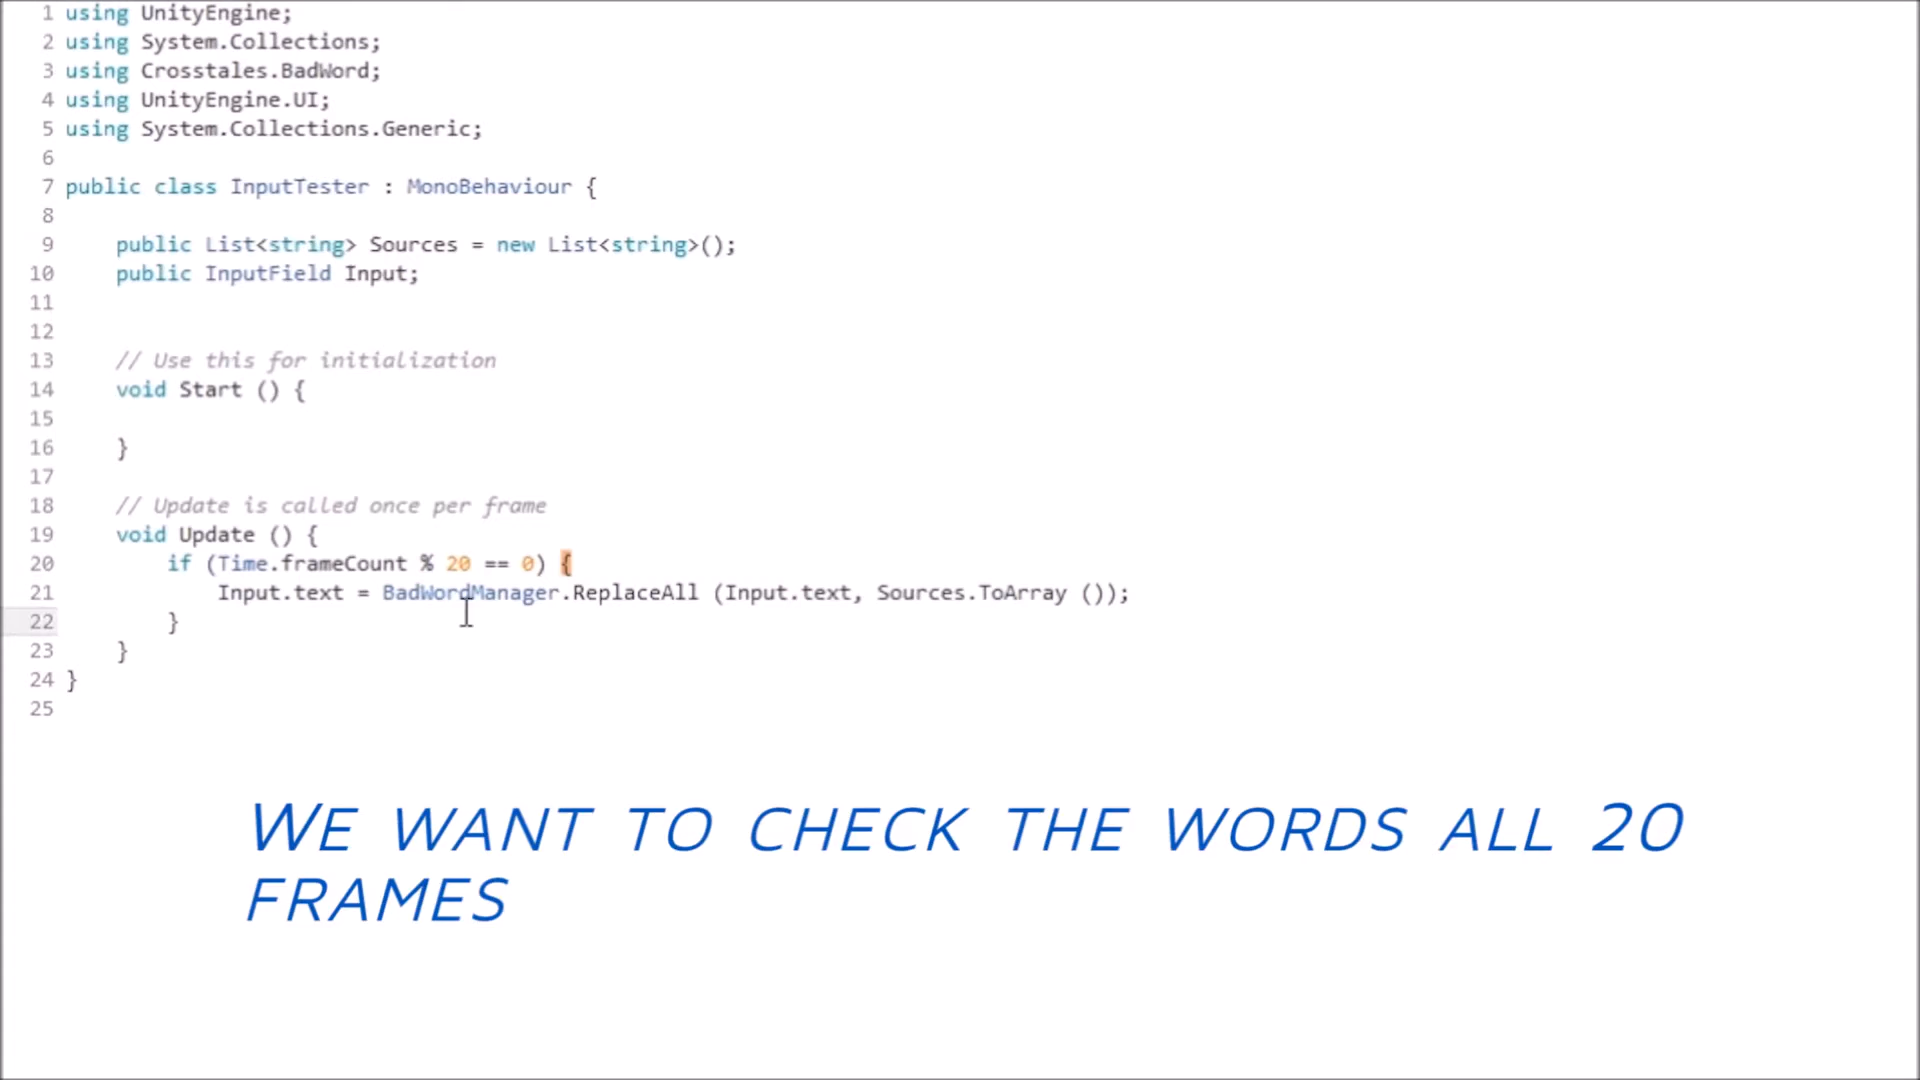 1 using UnityEngine;
2 using System.Collections;
3 using Crosstales.BadWord;
4 using UnityEngine.UI;
5 using System.Collections.Generic;
6
7 public class InputTester : MonoBehaviour {
8
9 public List<string> Sources = new List<string>();
10 public InputField Input;
11
12
13 // Use this for initialization
14 void Start () {
15
16 }
17
18 // Update is called once per frame
19 void Update () {
20 if (Time.frameCount % 20 == 0) {
21 Input.text = BadWordManager.ReplaceAll (Input.text, Sources.ToArray ());
22 }
23 }
24 }
25
WE WANT TO CHECK THE WORDS ALL 20
FRAMES